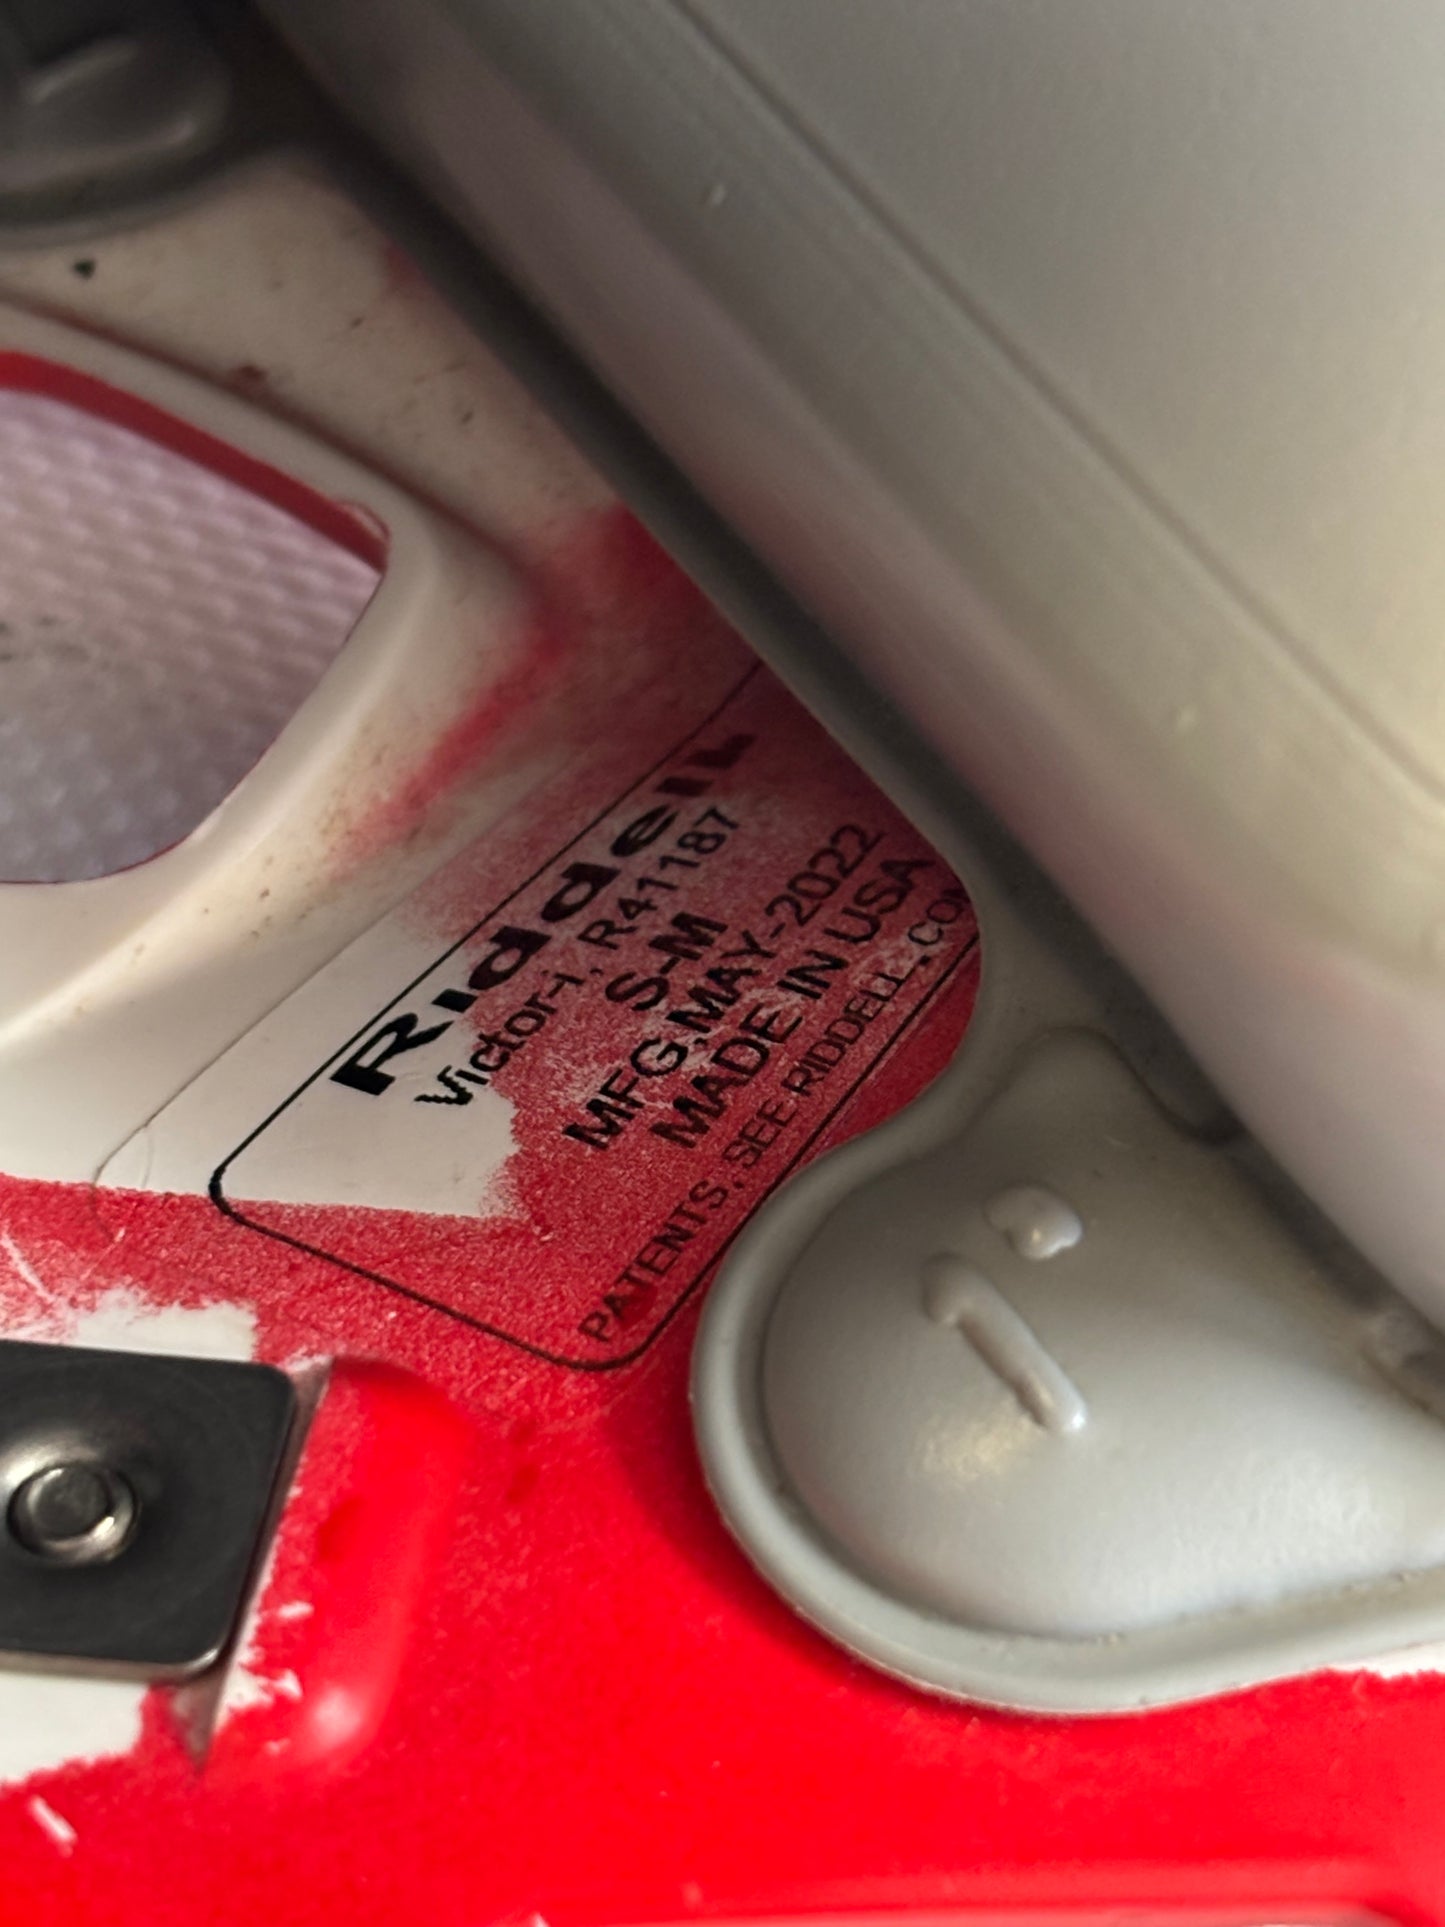 Riddell
Victor-i, R41187
S-M
MFG.MAY-2022
MADE IN USA
PATENTS, SEE RIDDELL.COM